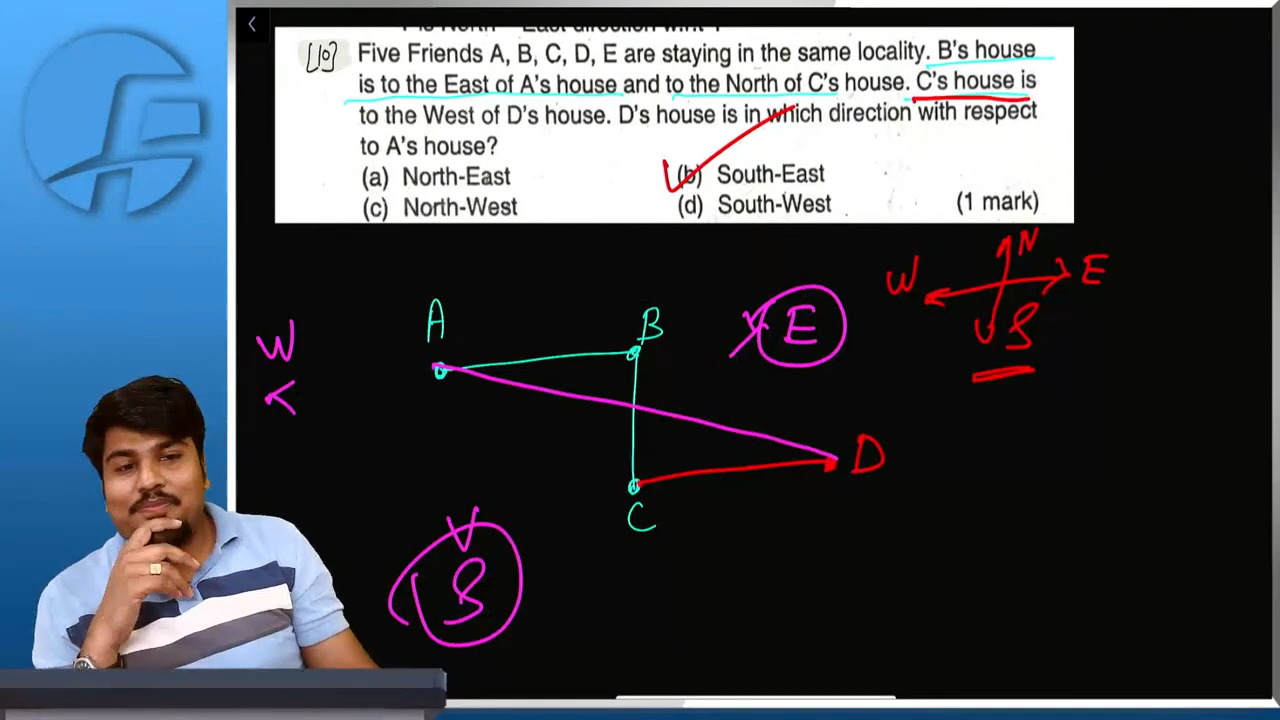 [10] Five Friends A, B, C, D, E are staying in the same locality. B's house
is to the East of A's house and to the North of C's house. C's house is
to the West of D's house. D's house is in which direction with respect
to A's house?
(a) North-East (b) South-East
(c) North-West (d) South-West (1 mark)
N
W E
S
A B E
W
D
C
S